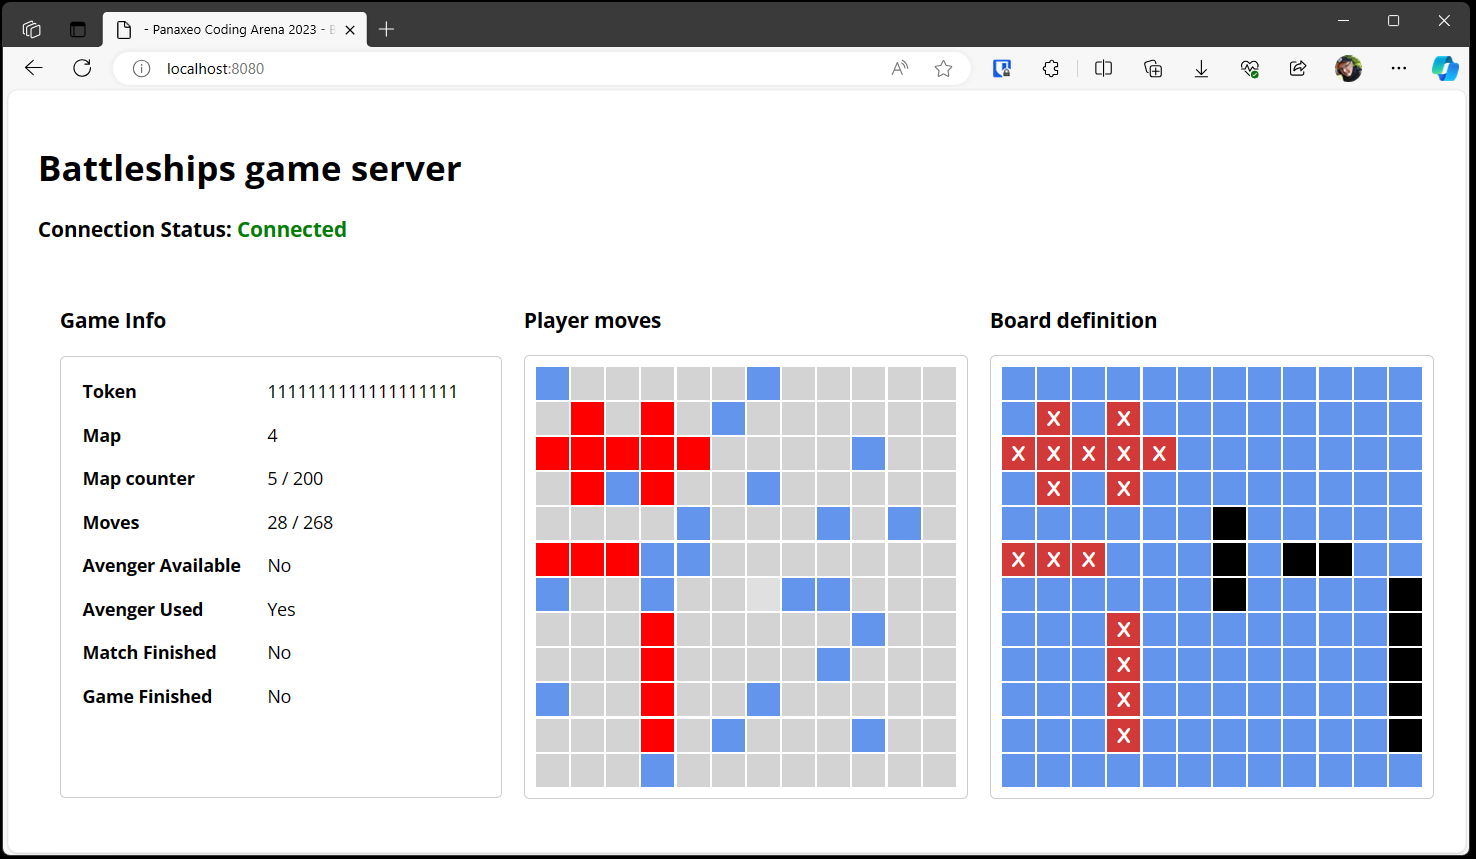 - Panaxeo Coding Arena 2023 -
localhost:8080
Battleships game server
Connection Status: Connected
Game Info
Token 1111111111111111111
Map 4
Map counter 5 / 200
Moves 28 / 268
Avenger Available No
Avenger Used Yes
Match Finished No
Game Finished No
Player moves
Board definition
X X
X X X X X
X X
X X X
X
X
X
X